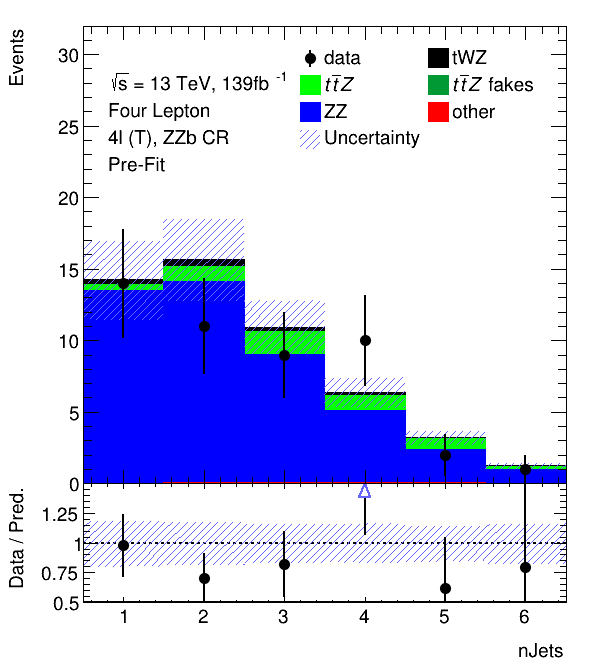 Events
30
25
20
15
10
5
0
√s = 13 TeV, 139fb⁻¹
Four Lepton
4l (T), ZZb CR
Pre-Fit
data
tt̄Z
ZZ
Uncertainty
tWZ
tt̄Z fakes
other
Data / Pred.
1.25
1
0.75
0.5
1 2 3 4 5 6
nJets